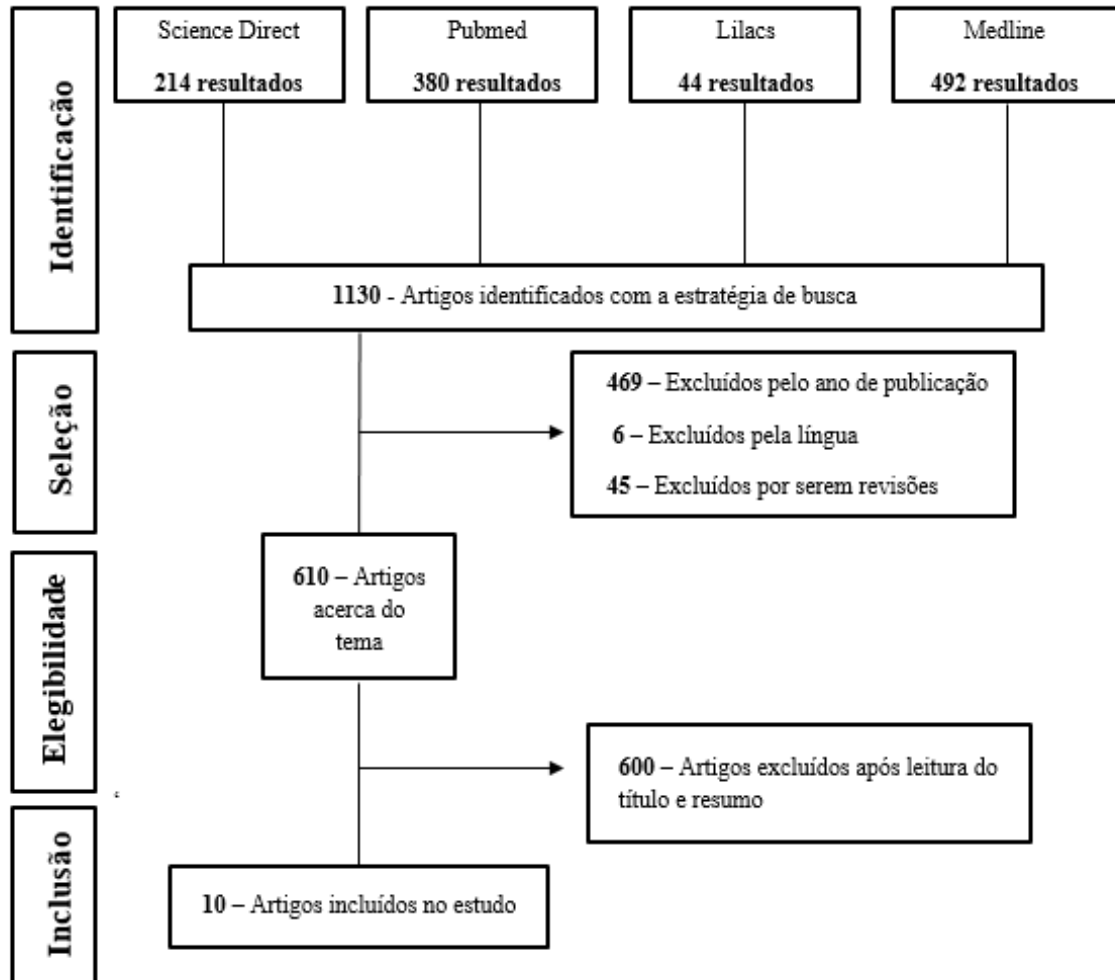 Identificação
Science Direct
214 resultados
Pubmed
380 resultados
Lilacs
44 resultados
Medline
492 resultados
1130 - Artigos identificados com a estratégia de busca
Seleção
469 – Excluídos pelo ano de publicação
6 – Excluídos pela língua
45 – Excluídos por serem revisões
Elegibilidade
610 – Artigos
acerca do
tema
600 – Artigos excluídos após leitura do
título e resumo
Inclusão
10 – Artigos incluídos no estudo